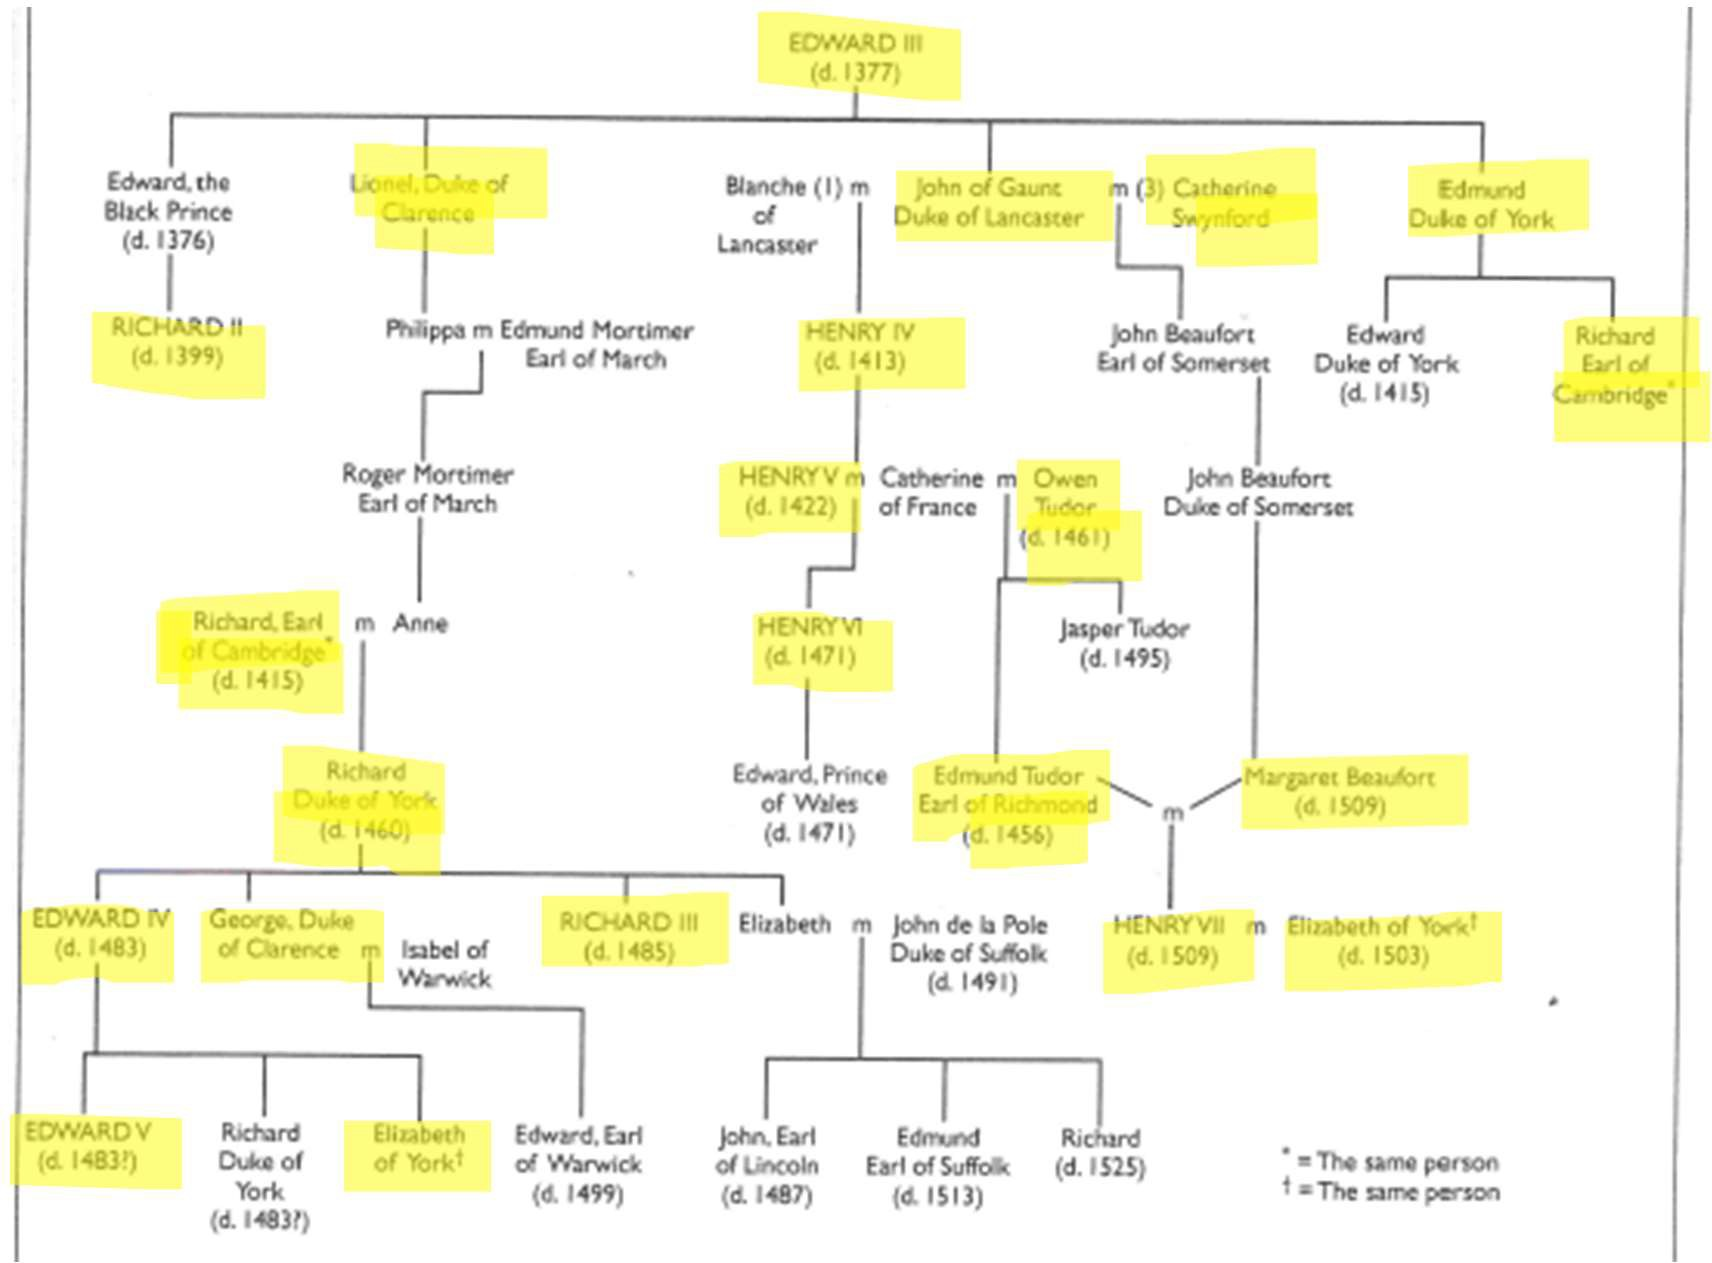 EDWARD III
(d. 1377)
Edward, the
Black Prince
(d. 1376)
Lionel, Duke of
Clarence
Blanche (1) m
of
Lancaster
John of Gaunt
Duke of Lancaster
m (3) Catherine
Swynford
Edmund
Duke of York
RICHARD II
(d. 1399)
Philippa m Edmund Mortimer
Earl of March
HENRY IV
(d. 1413)
John Beaufort
Earl of Somerset
Edward
Duke of York
(d. 1415)
Richard
Earl of
Cambridge*
Roger Mortimer
Earl of March
HENRY V m
(d. 1422)
Catherine m
of France
Owen
Tudor
(d. 1461)
John Beaufort
Duke of Somerset
Richard, Earl
of Cambridge*
(d. 1415)
m Anne
HENRY VI
(d. 1471)
Jasper Tudor
(d. 1495)
Richard
Duke of York
(d. 1460)
Edward, Prince
of Wales
(d. 1471)
Edmund Tudor
Earl of Richmond
(d. 1456)
m
Margaret Beaufort
(d. 1509)
EDWARD IV
(d. 1483)
George, Duke
of Clarence m
Isabel of
Warwick
RICHARD III
(d. 1485)
Elizabeth m
John de la Pole
Duke of Suffolk
(d. 1491)
HENRY VII m
(d. 1509)
Elizabeth of York†
(d. 1503)
EDWARD V
(d. 1483?)
Richard
Duke of
York
(d. 1483?)
Elizabeth
of York†
Edward, Earl
of Warwick
(d. 1499)
John, Earl
of Lincoln
(d. 1487)
Edmund
Earl of Suffolk
(d. 1513)
Richard
(d. 1525)
* = The same person
† = The same person